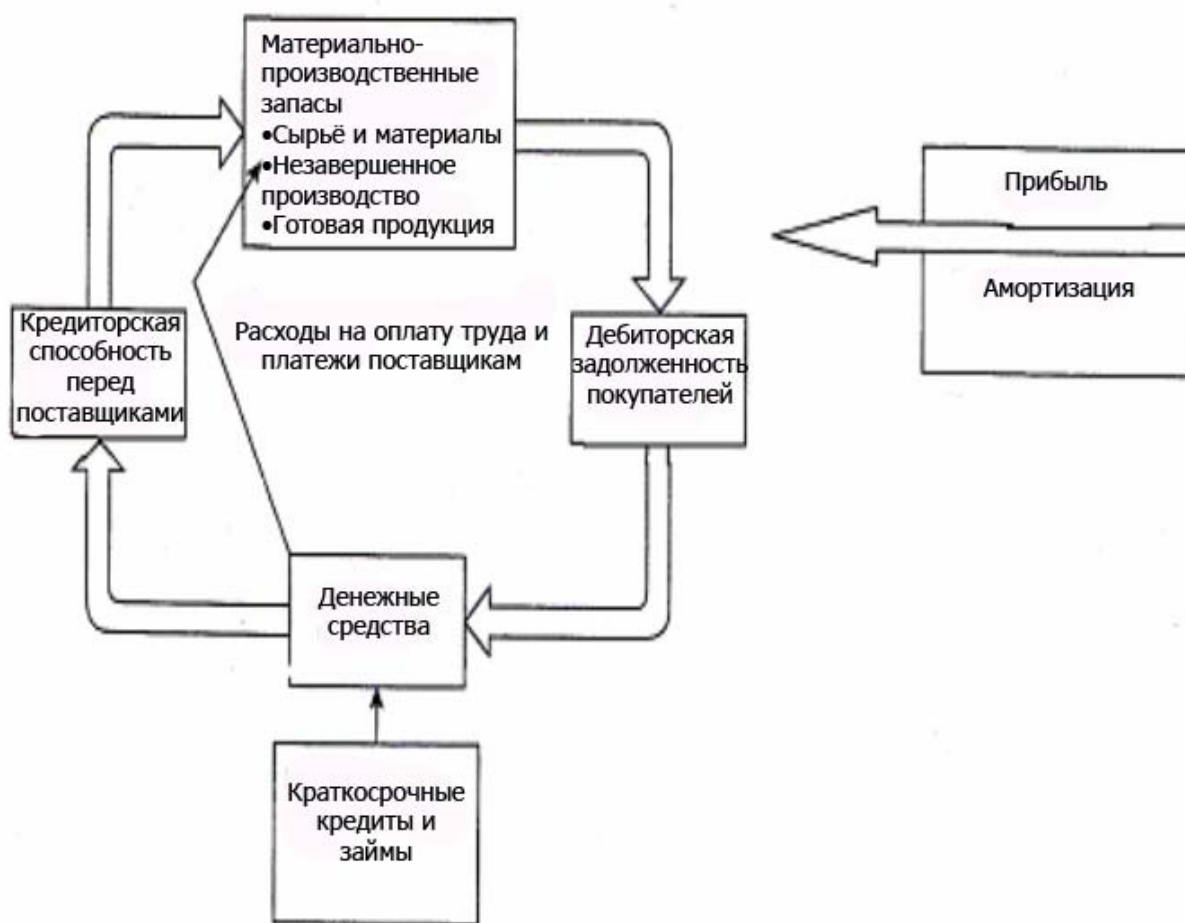 Материально-
производственные
запасы
•Сырьё и материалы
•Незавершенное
производство
•Готовая продукция
Прибыль
Амортизация
Кредиторская
способность
перед
поставщиками
Расходы на оплату труда и
платежи поставщикам
Дебиторская
задолженность
покупателей
Денежные
средства
Краткосрочные
кредиты и
займы